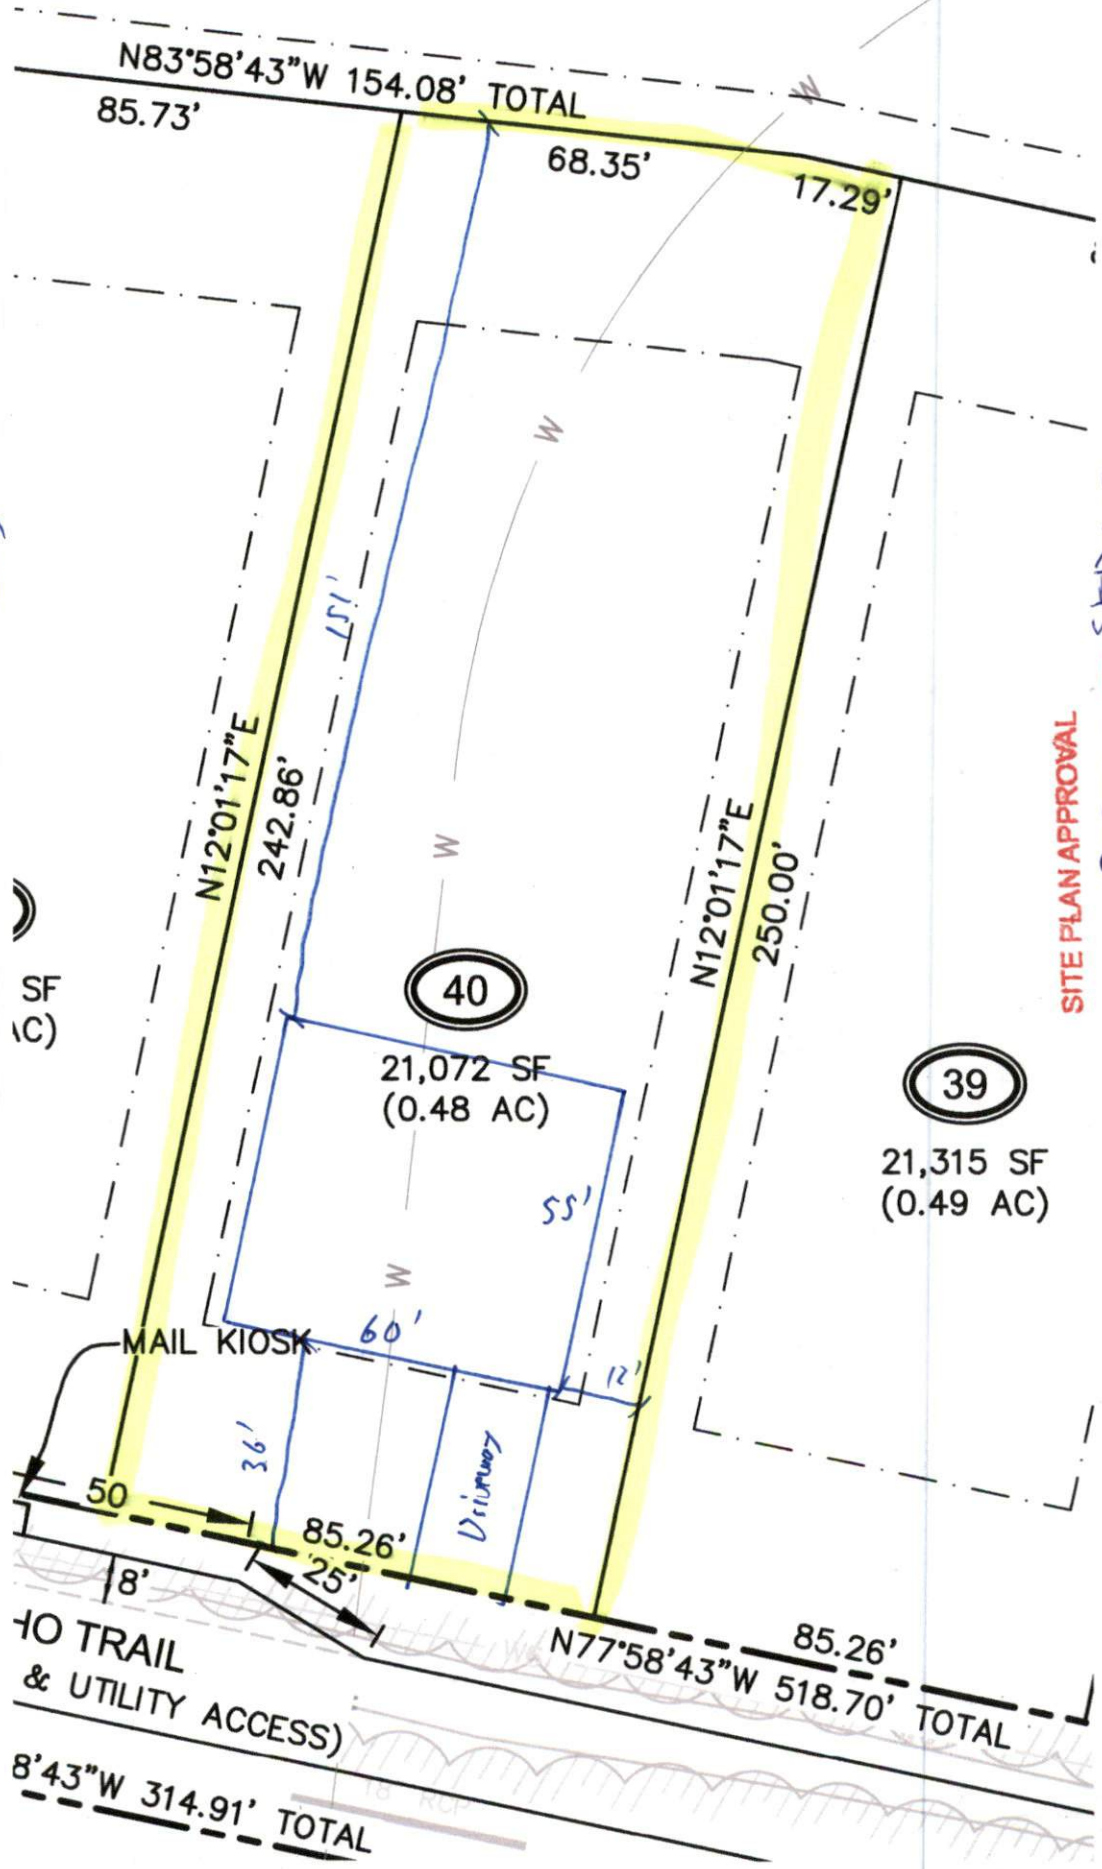 N83°58'43"W 154.08' TOTAL
85.73'
68.35'
17.29'
W
W
151'
N12°01'17"E
242.86'
W
N12°01'17"E
250.00'
SITE PLAN APPROVAL
40
21,072 SF
(0.48 AC)
SF
AC)
39
21,315 SF
(0.49 AC)
55'
W
60'
MAIL KIOSK
12'
36'
Driveway
50
85.26'
25'
8'
HO TRAIL
& UTILITY ACCESS)
N77°58'43"W 518.70' TOTAL
85.26'
8'43"W 314.91' TOTAL
18 RCP